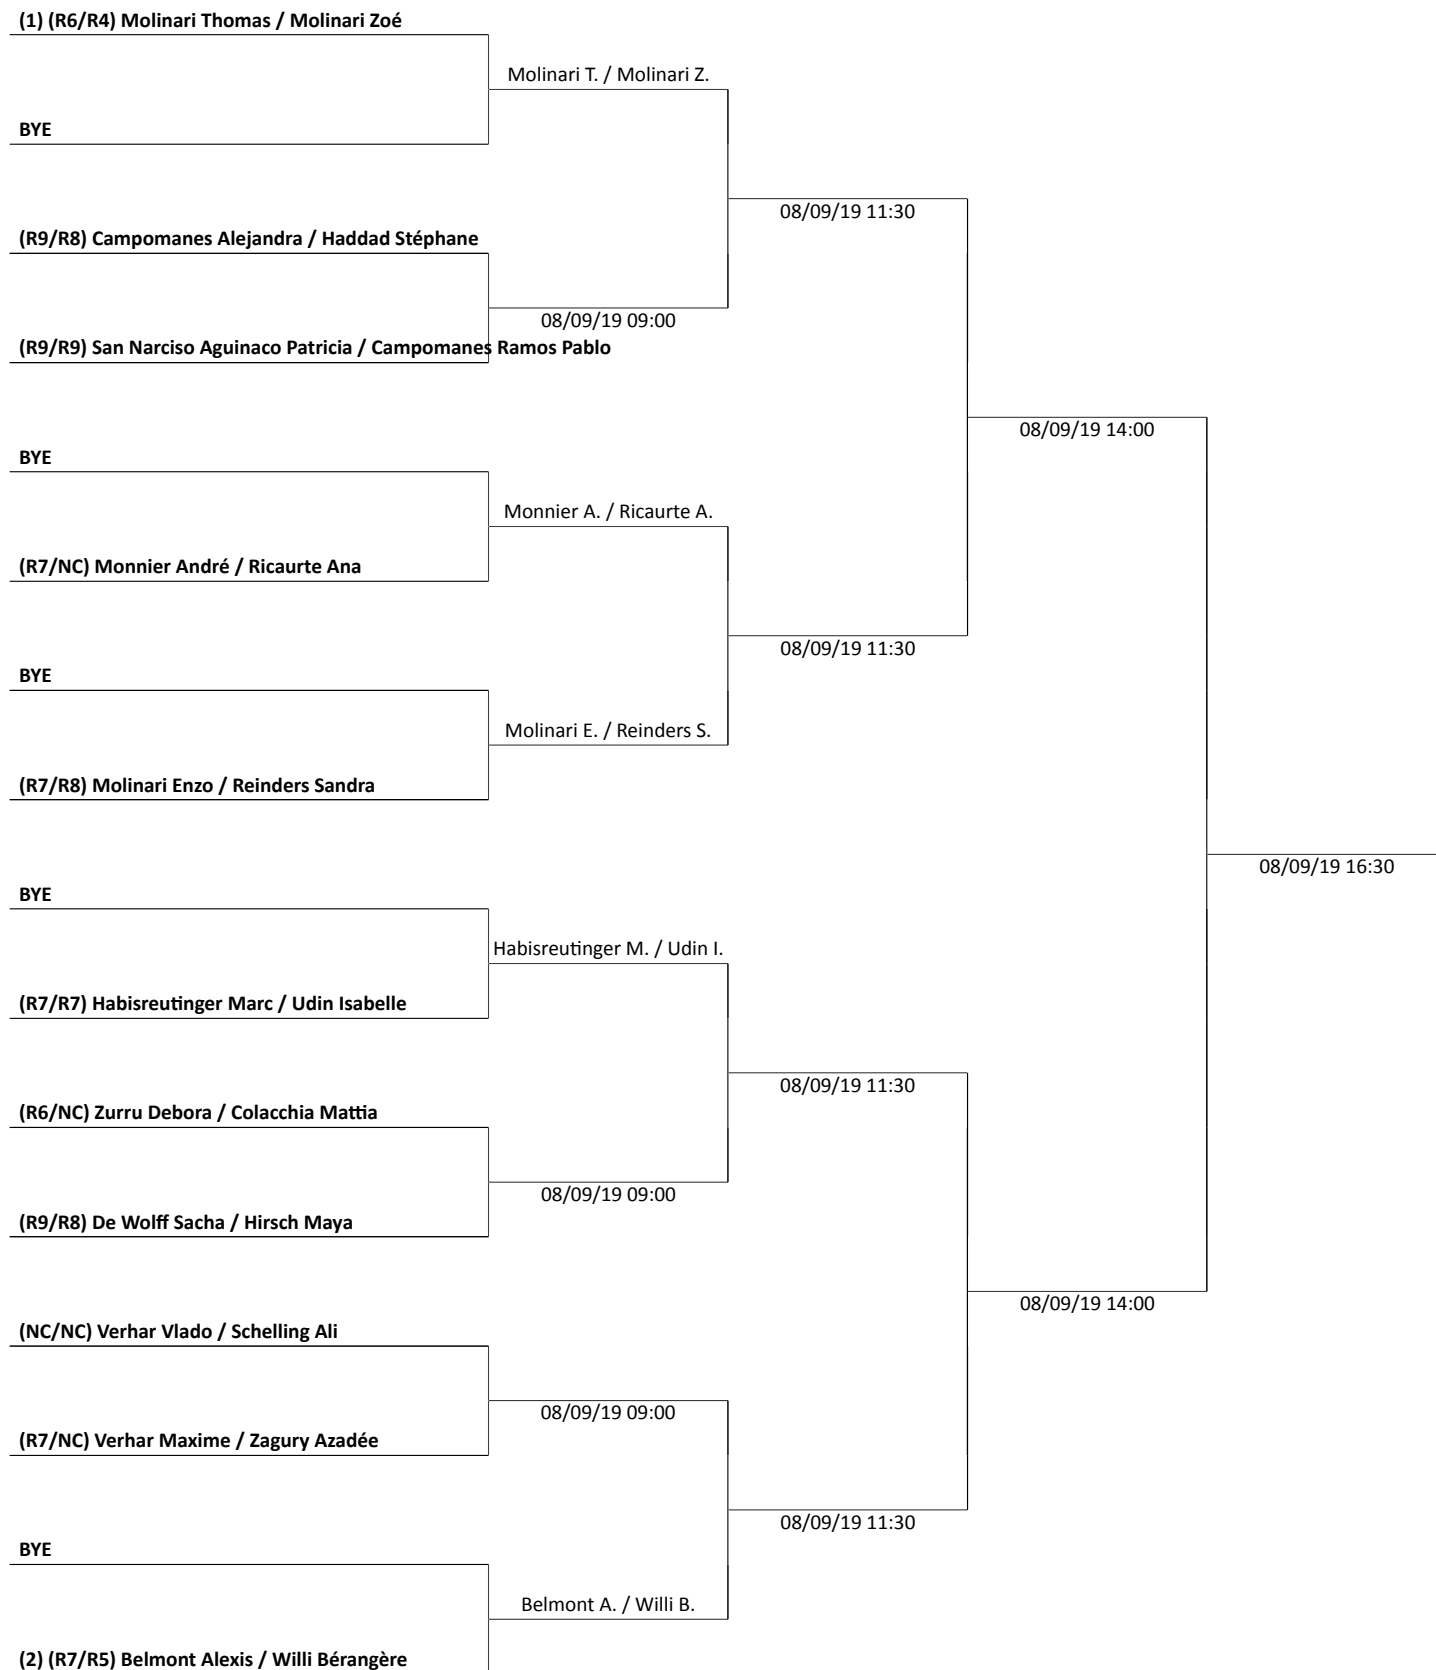 (1) (R6/R4) Molinari Thomas / Molinari Zoé
Molinari T. / Molinari Z.
BYE
08/09/19 11:30
(R9/R8) Campomanes Alejandra / Haddad Stéphane
08/09/19 09:00
(R9/R9) San Narciso Aguinaco Patricia / Campomanes Ramos Pablo
08/09/19 14:00
BYE
Monnier A. / Ricaurte A.
(R7/NC) Monnier André / Ricaurte Ana
08/09/19 11:30
BYE
Molinari E. / Reinders S.
(R7/R8) Molinari Enzo / Reinders Sandra
08/09/19 16:30
BYE
Habisreutinger M. / Udin I.
(R7/R7) Habisreutinger Marc / Udin Isabelle
08/09/19 11:30
(R6/NC) Zurru Debora / Colacchia Mattia
08/09/19 09:00
(R9/R8) De Wolff Sacha / Hirsch Maya
08/09/19 14:00
(NC/NC) Verhar Vlado / Schelling Ali
08/09/19 09:00
(R7/NC) Verhar Maxime / Zagury Azadée
08/09/19 11:30
BYE
Belmont A. / Willi B.
(2) (R7/R5) Belmont Alexis / Willi Bérangère